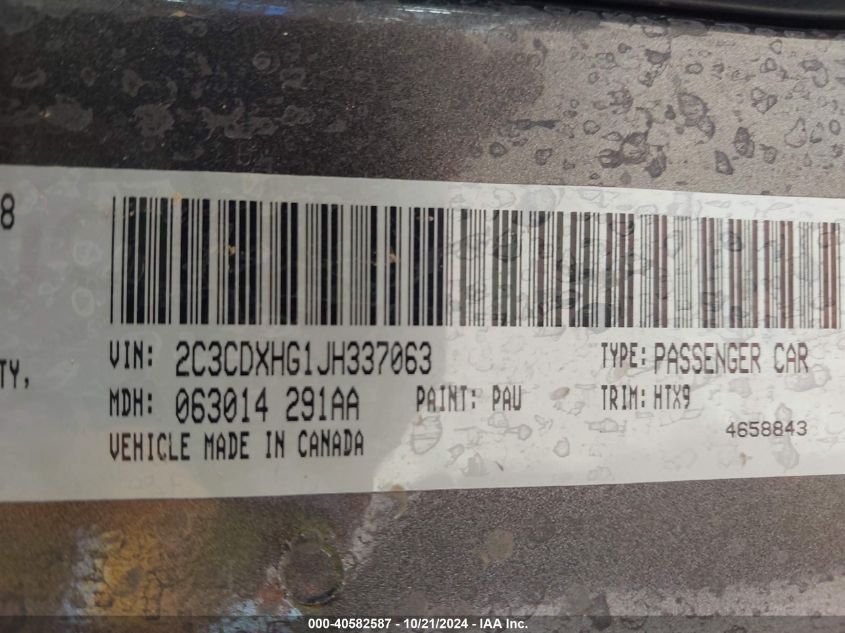 8
TY,
VIN: 2C3CDXHG1JH337063 TYPE: PASSENGER CAR
MDH: 063014 291AA PAINT: PAU TRIM: HTX9
VEHICLE MADE IN CANADA 4658843
000-40582587 - 10/21/2024 - IAA Inc.